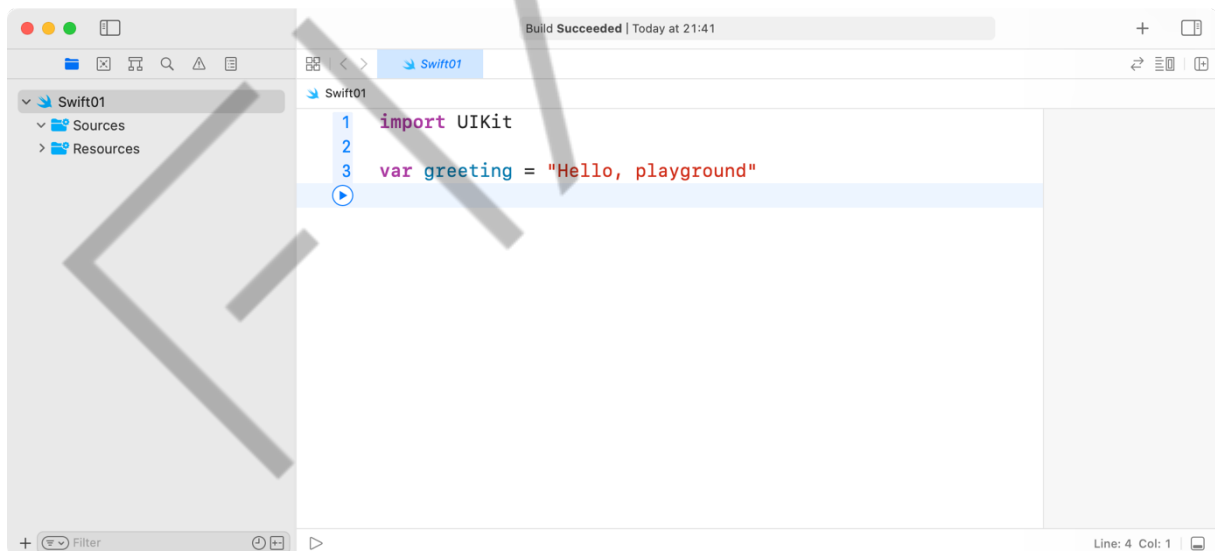 Build Succeeded | Today at 21:41
Swift01
Swift01
Swift01
Sources
Resources
1 import UIKit
2
3 var greeting = "Hello, playground"
Filter
Line: 4 Col: 1